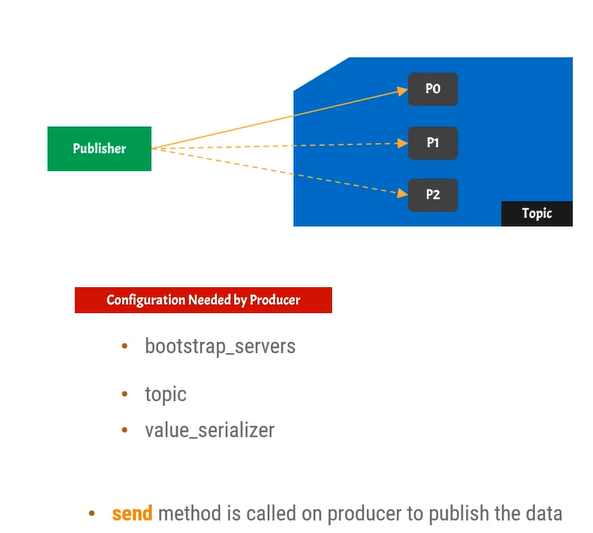 P0
Publisher
P1
P2
Topic
Configuration Needed by Producer
• bootstrap_servers
• topic
• value_serializer
• send method is called on producer to publish the data